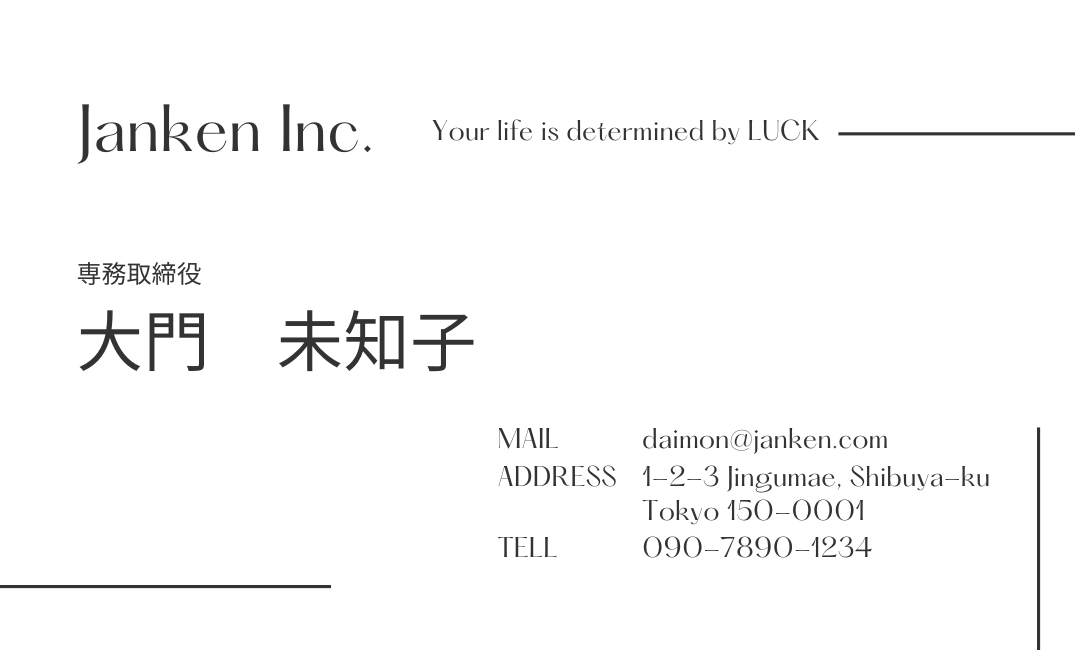 Janken Inc. Your life is determined by LUCK
専務取締役
大門　未知子
MAIL daimon@janken.com
ADDRESS 1-2-3 Jingumae, Shibuya-ku
Tokyo 150-0001
TELL 090-7890-1234